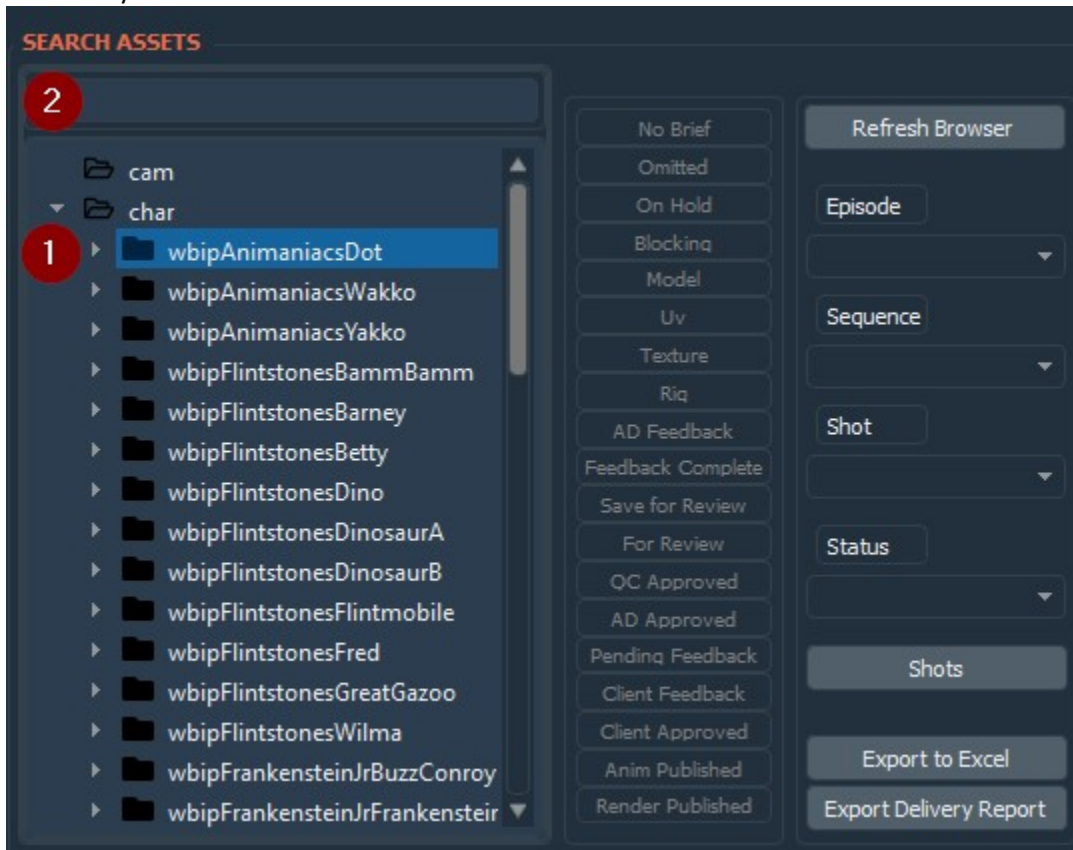 SEARCH ASSETS
2
cam
char
1
wbipAnimaniacsDot
wbipAnimaniacsWakko
wbipAnimaniacsYakko
wbipFlintstonesBammBamm
wbipFlintstonesBarney
wbipFlintstonesBetty
wbipFlintstonesDino
wbipFlintstonesDinosaurA
wbipFlintstonesDinosaurB
wbipFlintstonesFlintmobile
wbipFlintstonesFred
wbipFlintstonesGreatGazoo
wbipFlintstonesWilma
wbipFrankensteinJrBuzzConroy
wbipFrankensteinJrFrankensteir
No Brief
Omitted
On Hold
Blocking
Model
Uv
Texture
Rig
AD Feedback
Feedback Complete
Save for Review
For Review
QC Approved
AD Approved
Pending Feedback
Client Feedback
Client Approved
Anim Published
Render Published
Refresh Browser
Episode
Sequence
Shot
Status
Shots
Export to Excel
Export Delivery Report